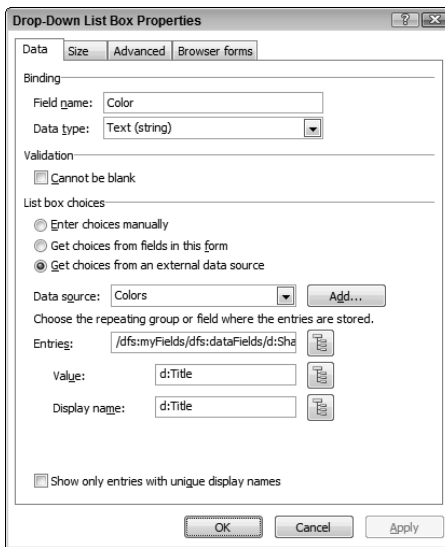 Drop-Down List Box Properties
Data Size Advanced Browser forms
Binding
Field name: Color
Data type: Text (string)
Validation
Cannot be blank
List box choices
Enter choices manually
Get choices from fields in this form
Get choices from an external data source
Data source: Colors Add...
Choose the repeating group or field where the entries are stored.
Entries: /dfs:myFields/dfs:dataFields/d:Sha
Value: d:Title
Display name: d:Title
Show only entries with unique display names
OK Cancel Apply